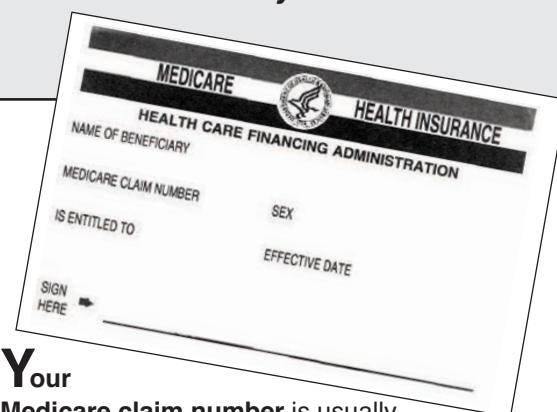 MEDICARE HEALTH INSURANCE
HEALTH CARE FINANCING ADMINISTRATION
NAME OF BENEFICIARY
MEDICARE CLAIM NUMBER SEX
IS ENTITLED TO EFFECTIVE DATE
SIGN
HERE
Your
Medicare claim number is usually